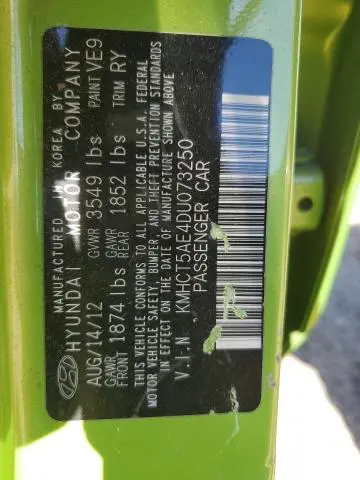 MANUFACTURED IN KOREA BY
HYUNDAI MOTOR COMPANY
AUG/14/12 GVWR 3549 lbs PAINT VE9
GAWR FRONT 1874 lbs GAWR REAR 1852 lbs TRIM RY
THIS VEHICLE CONFORMS TO ALL APPLICABLE U.S.A. FEDERAL
MOTOR VEHICLE SAFETY, BUMPER, AND THEFT PREVENTION STANDARDS
IN EFFECT ON THE DATE OF MANUFACTURE SHOWN ABOVE
V.I.N. KMHCT5AE4DU073250
PASSENGER CAR